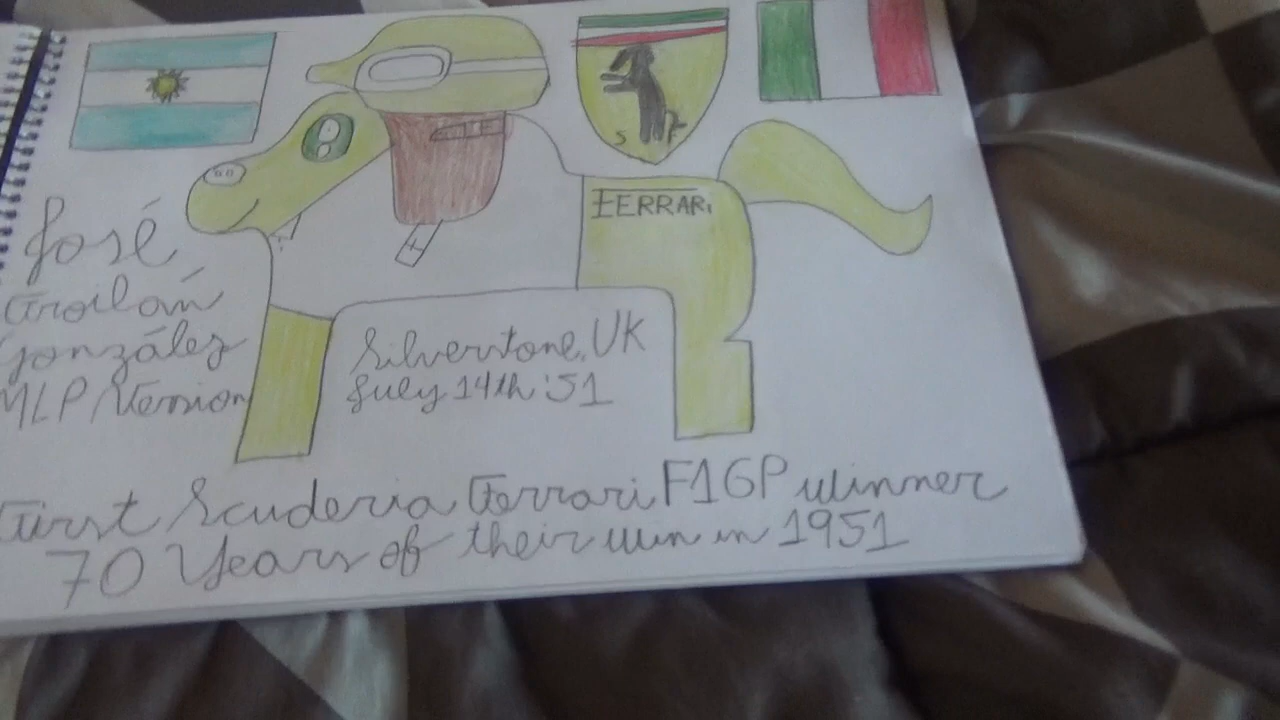 S F
FERRARI
José
Froilán
González
MLP Version
Silverstone, UK
July 14th '51
First Scuderia Ferrari F1 GP winner
70 Years of their win in 1951